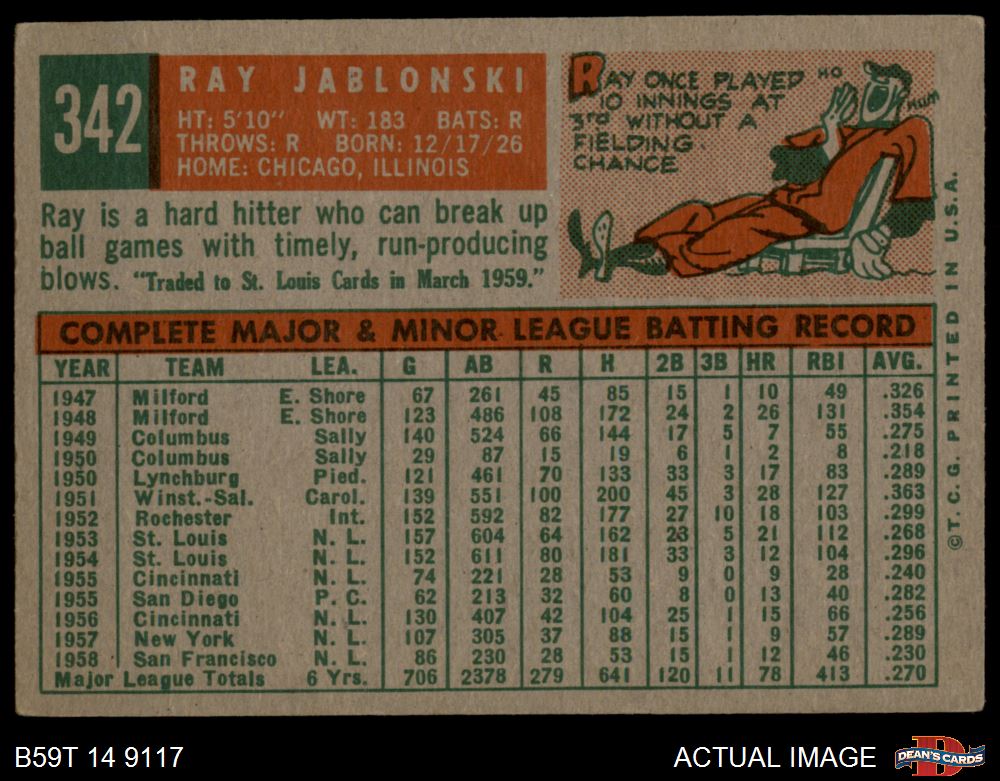 342
RAY JABLONSKI
HT: 5'10" WT: 183 BATS: R
THROWS: R BORN: 12/17/26
HOME: CHICAGO, ILLINOIS
RAY ONCE PLAYED
10 INNINGS AT
3rd WITHOUT A
FIELDING
CHANCE
HO
HUM
Ray is a hard hitter who can break up
ball games with timely, run-producing
blows. "Traded to St. Louis Cards in March 1959."
COMPLETE MAJOR & MINOR LEAGUE BATTING RECORD
YEAR TEAM LEA. G AB R H 2B 3B HR RBI AVG.
1947 Milford E. Shore 67 261 45 85 15 1 10 49 .326
1948 Milford E. Shore 123 486 108 172 24 2 26 131 .354
1949 Columbus Sally 140 524 66 144 17 5 7 55 .275
1950 Columbus Sally 29 87 15 19 6 1 2 8 .218
1950 Lynchburg Pied. 121 461 70 133 33 3 17 83 .289
1951 Winst.-Sal. Carol. 139 551 100 200 45 3 28 127 .363
1952 Rochester Int. 152 592 82 177 27 10 18 103 .299
1953 St. Louis N. L. 157 604 64 162 23 5 21 112 .268
1954 St. Louis N. L. 152 611 80 181 33 3 12 104 .296
1955 Cincinnati N. L. 74 221 28 53 9 0 9 28 .240
1955 San Diego P. C. 62 213 32 60 8 0 13 40 .282
1956 Cincinnati N. L. 130 407 42 104 25 1 15 66 .256
1957 New York N. L. 107 305 37 88 15 1 9 57 .289
1958 San Francisco N. L. 86 230 28 53 15 1 12 46 .230
Major League Totals 6 Yrs. 706 2378 279 641 120 11 78 413 .270
©T. C. G. PRINTED IN U.S.A.
B59T 14 9117
ACTUAL IMAGE
D
DEAN'S CARDS